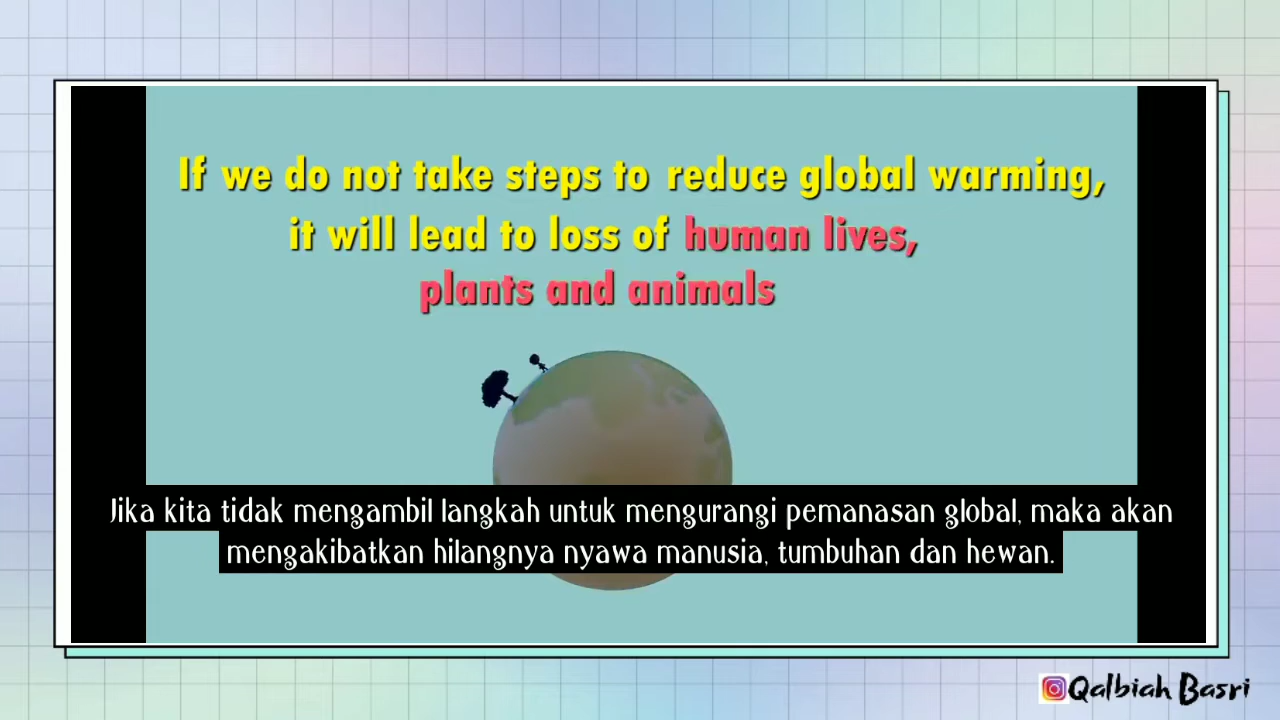 If we do not take steps to reduce global warming,
it will lead to loss of human lives,
plants and animals
Jika kita tidak mengambil langkah untuk mengurangi pemanasan global, maka akan
mengakibatkan hilangnya nyawa manusia, tumbuhan dan hewan.
Qalbiah Basri